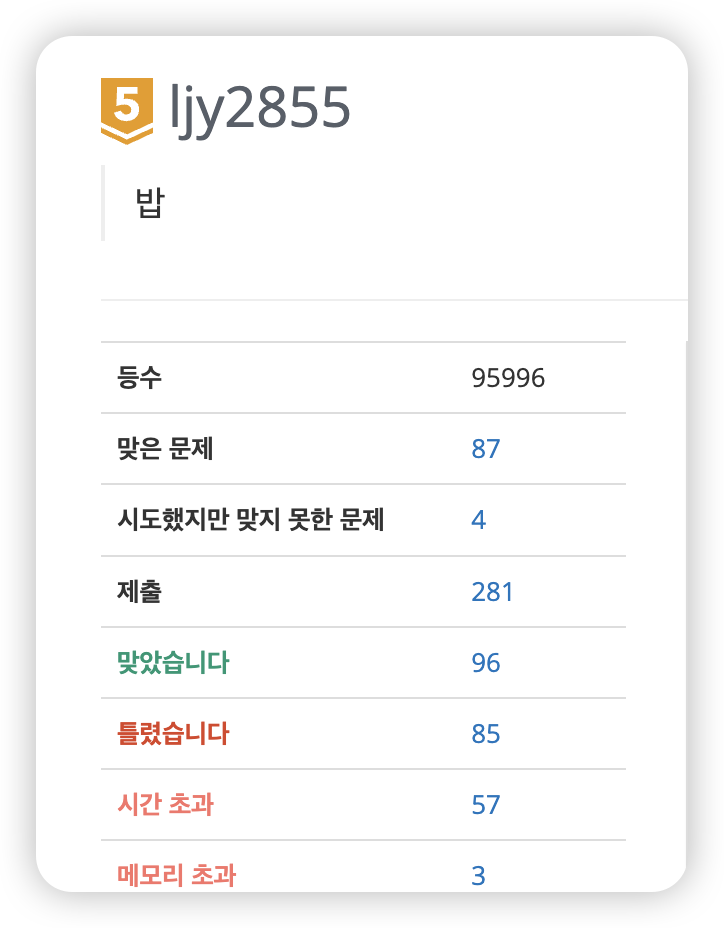 5 ljy2855
밥
등수 95996
맞은 문제 87
시도했지만 맞지 못한 문제 4
제출 281
맞았습니다 96
틀렸습니다 85
시간 초과 57
메모리 초과 3